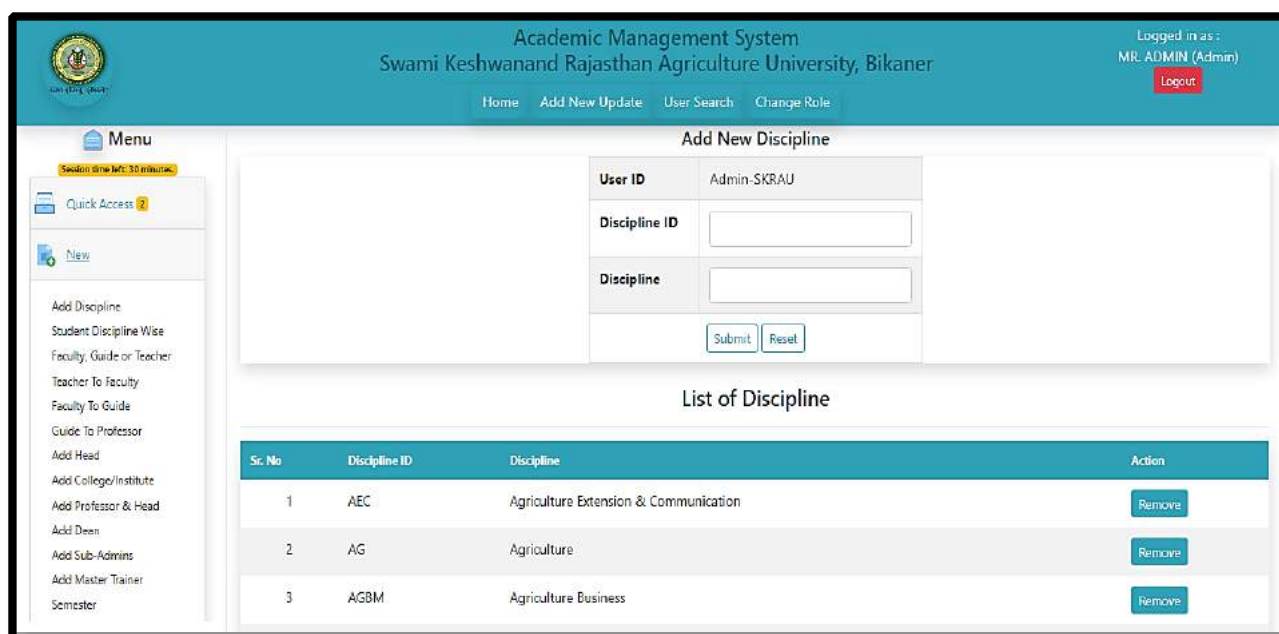 Academic Management System
Swami Keshwanand Rajasthan Agriculture University, Bikaner
Home Add New Update User Search Change Role
Logged in as :
MR. ADMIN (Admin)
Logout
Menu
Session time left: 30 minutes.
Quick Access 2
New
Add Discipline
Student Discipline Wise
Faculty, Guide or Teacher
Teacher To Faculty
Faculty To Guide
Guide To Professor
Add Head
Add College/Institute
Add Professor & Head
Add Dean
Add Sub-Admins
Add Master Trainer
Semester
Add New Discipline
User ID Admin-SKRAU
Discipline ID
Discipline
Submit Reset
List of Discipline
Sr. No Discipline ID Discipline Action
1 AEC Agriculture Extension & Communication Remove
2 AG Agriculture Remove
3 AGBM Agriculture Business Remove